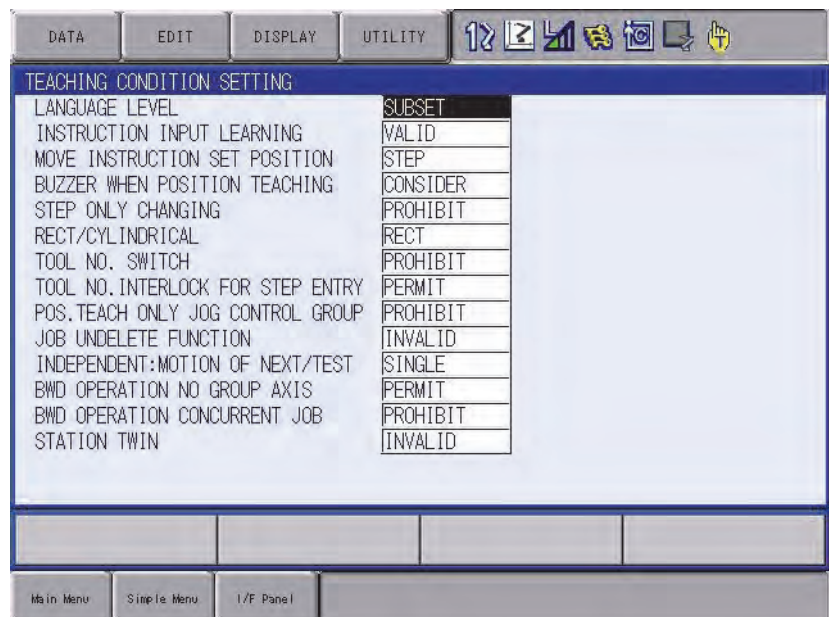 DATA EDIT DISPLAY UTILITY
TEACHING CONDITION SETTING
LANGUAGE LEVEL SUBSET
INSTRUCTION INPUT LEARNING VALID
MOVE INSTRUCTION SET POSITION STEP
BUZZER WHEN POSITION TEACHING CONSIDER
STEP ONLY CHANGING PROHIBIT
RECT/CYLINDRICAL RECT
TOOL NO. SWITCH PROHIBIT
TOOL NO.INTERLOCK FOR STEP ENTRY PERMIT
POS.TEACH ONLY JOG CONTROL GROUP PROHIBIT
JOB UNDELETE FUNCTION INVALID
INDEPENDENT:MOTION OF NEXT/TEST SINGLE
BWD OPERATION NO GROUP AXIS PERMIT
BWD OPERATION CONCURRENT JOB PROHIBIT
STATION TWIN INVALID
Main Menu Simple Menu I/F Panel